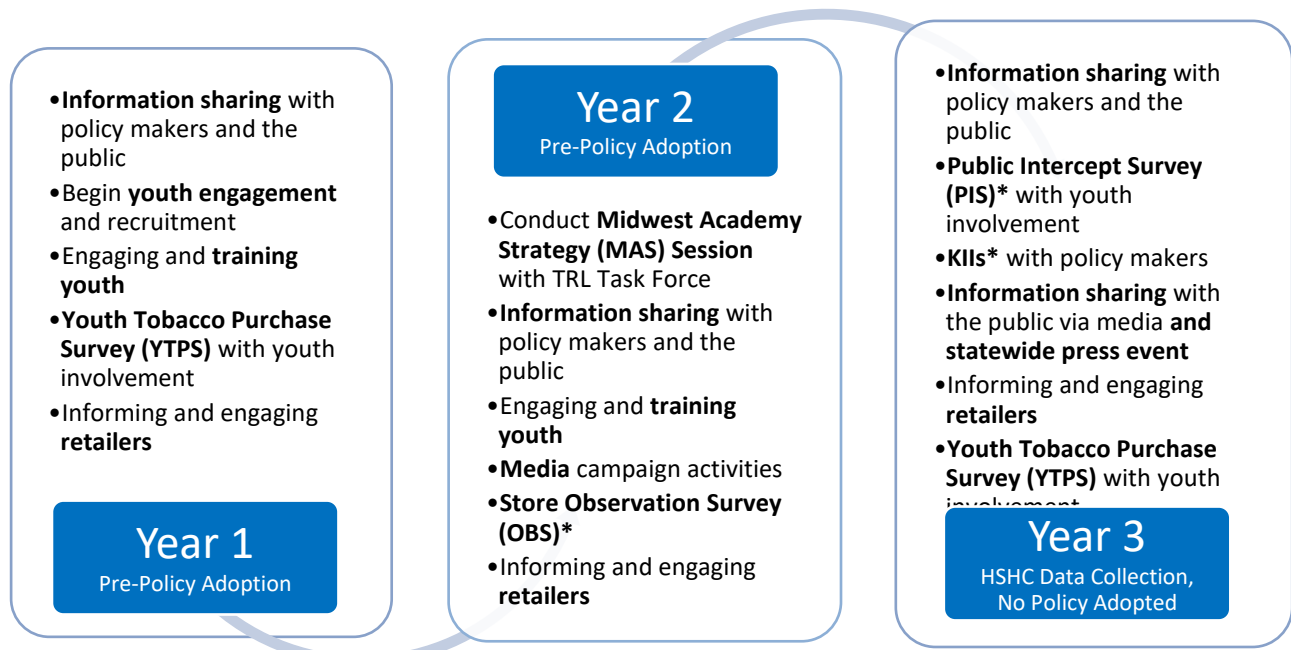 •Information sharing with
policy makers and the
public
•Begin youth engagement
and recruitment
•Engaging and training
youth
•Youth Tobacco Purchase
Survey (YTPS) with youth
involvement
•Informing and engaging
retailers
Year 1
Pre-Policy Adoption
Year 2
Pre-Policy Adoption
•Conduct Midwest Academy
Strategy (MAS) Session
with TRL Task Force
•Information sharing with
policy makers and the
public
•Engaging and training
youth
•Media campaign activities
•Store Observation Survey
(OBS)*
•Informing and engaging
retailers
•Information sharing with
policy makers and the
public
•Public Intercept Survey
(PIS)* with youth
involvement
•KIIs* with policy makers
•Information sharing with
the public via media and
statewide press event
•Informing and engaging
retailers
•Youth Tobacco Purchase
Survey (YTPS) with youth
involvement
Year 3
HSHC Data Collection,
No Policy Adopted